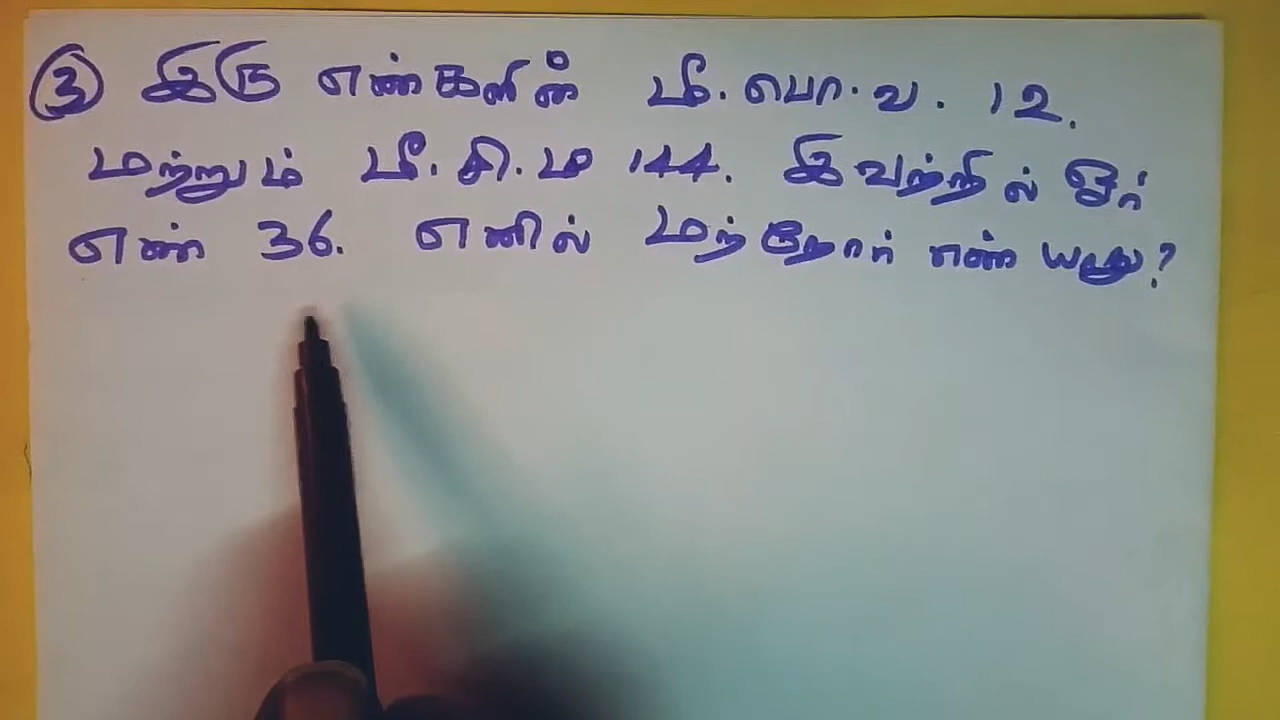 ③ இரு எண்களின் மீ.பொ.வ. 12.
மற்றும் மீ.சி.ம 144. இவற்றில் ஓர்
எண் 36. எனில் மற்றோர் எண் யாது?